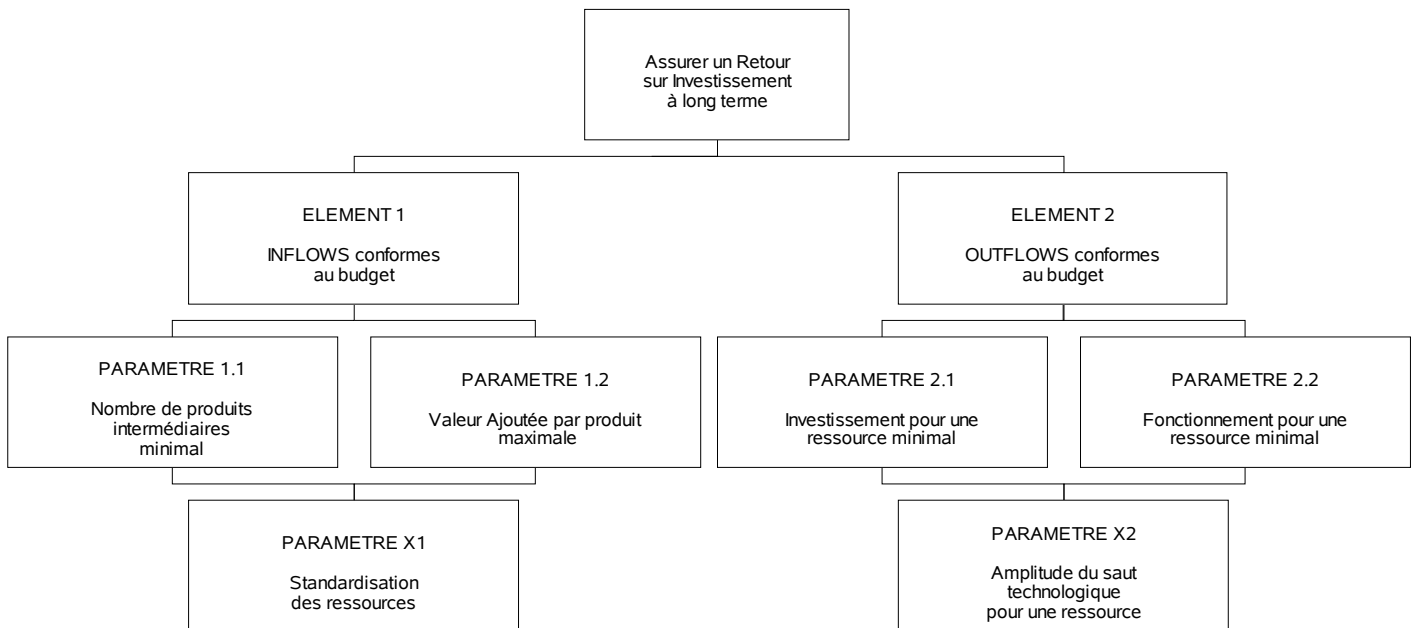 Assurer un Retour
sur Investissement
à long terme
ELEMENT 1
INFLOWS conformes
au budget
ELEMENT 2
OUTFLOWS conformes
au budget
PARAMETRE 1.1
Nombre de produits
intermédiaires
minimal
PARAMETRE 1.2
Valeur Ajoutée par produit
maximale
PARAMETRE 2.1
Investissement pour une
ressource minimal
PARAMETRE 2.2
Fonctionnement pour une
ressource minimal
PARAMETRE X1
Standardisation
des ressources
PARAMETRE X2
Amplitude du saut
technologique
pour une ressource